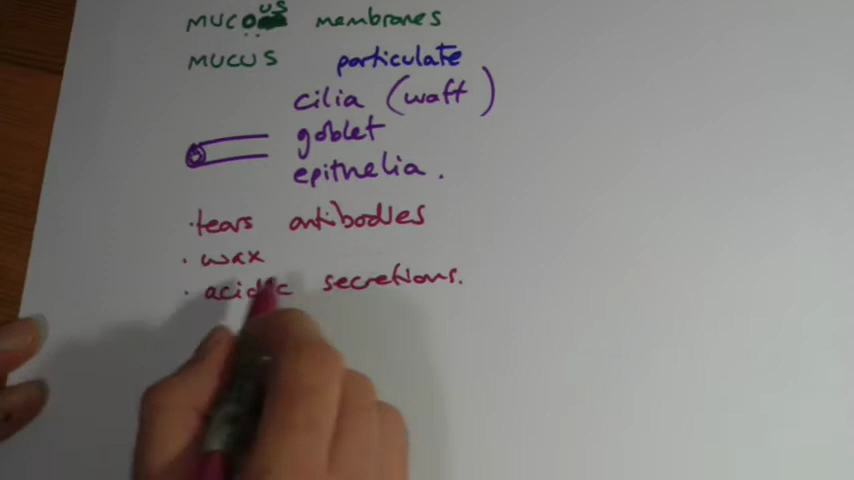 MUCOUS membranes
MUCUS particulate
cilia (waft)
goblet
epithelia.
· tears antibodies
· wax
· acidic secretions.